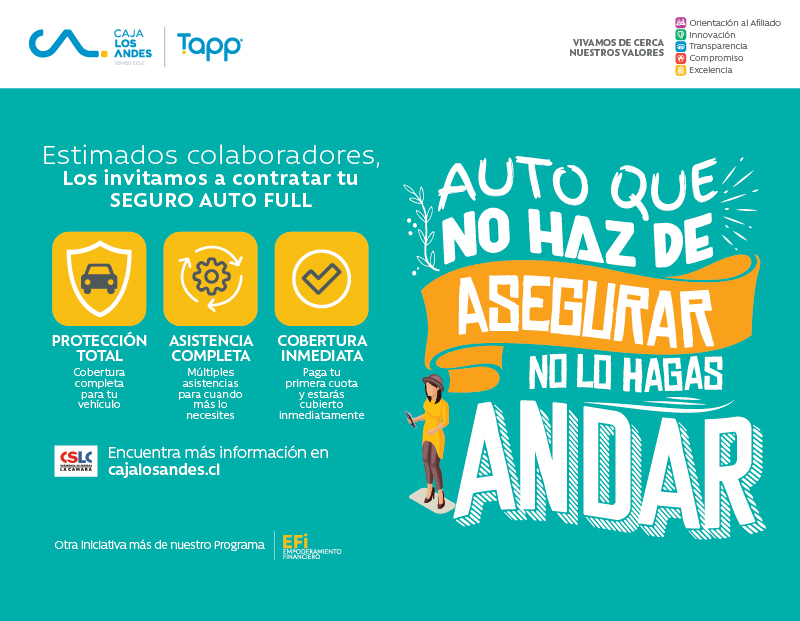 CAJA
LOS
ANDES
Tapp
VIVAMOS DE CERCA
NUESTROS VALORES
Orientación al Afiliado
Innovación
Transparencia
Compromiso
Excelencia
Estimados colaboradores,
Los invitamos a contratar tu
SEGURO AUTO FULL
PROTECCIÓN
TOTAL
Cobertura
completa
para tu
vehículo
ASISTENCIA
COMPLETA
Múltiples
asistencias
para cuando
más lo
necesites
COBERTURA
INMEDIATA
Paga tu
primera cuota
y estarás
cubierto
inmediatamente
CSLC
LA CAMARA
Encuentra más información en
cajalosandes.cl
Otra iniciativa más de nuestro Programa
EFi
EMPODERAMIENTO
FINANCIERO
AUTO QUE
NO HAZ DE
ASEGURAR
NO LO HAGAS
ANDAR